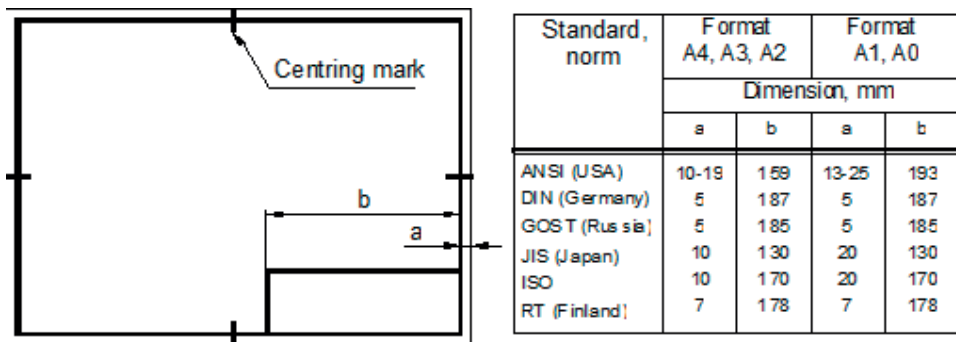 Centring mark
b
a
Standard, norm
Format A4, A3, A2
Format A1, A0
Dimension, mm
a b a b
ANSI (USA) 10-19 159 13-25 193
DIN (Germany) 5 187 5 187
GOST (Russia) 5 185 5 185
JIS (Japan) 10 130 20 130
ISO 10 170 20 170
RT (Finland) 7 178 7 178